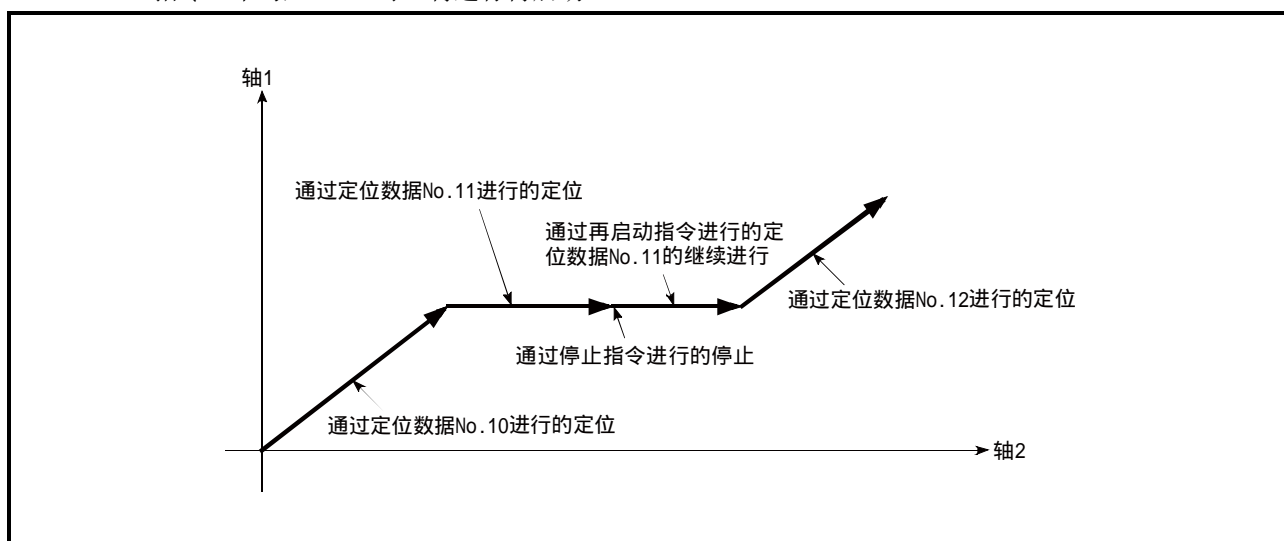 轴1
通过定位数据No.11进行的定位
通过再启动指令进行的定
位数据No.11的继续进行
通过定位数据No.12进行的定位
通过停止指令进行的停止
通过定位数据No.10进行的定位
轴2